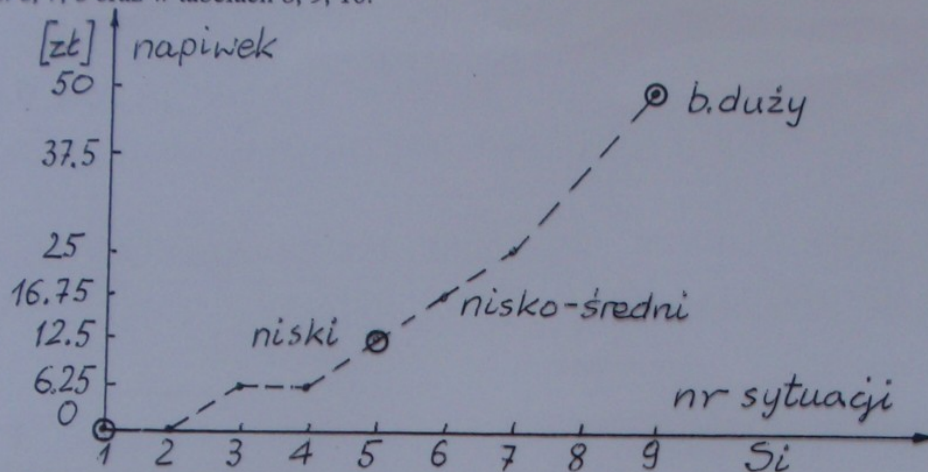 [zł] napiwek
50
b.duży
37.5
25
16.75
nisko-średni
niski
12.5
6.25
nr sytuacji
0
1 2 3 4 5 6 7 8 9 Si